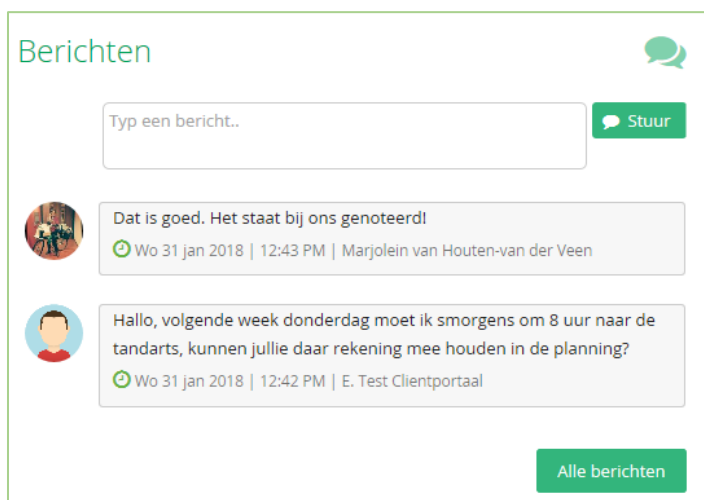 Berichten
Typ een bericht..
Stuur
Dat is goed. Het staat bij ons genoteerd!
Wo 31 jan 2018 | 12:43 PM | Marjolein van Houten-van der Veen
Hallo, volgende week donderdag moet ik smorgens om 8 uur naar de
tandarts, kunnen jullie daar rekening mee houden in de planning?
Wo 31 jan 2018 | 12:42 PM | E. Test Clientportaal
Alle berichten